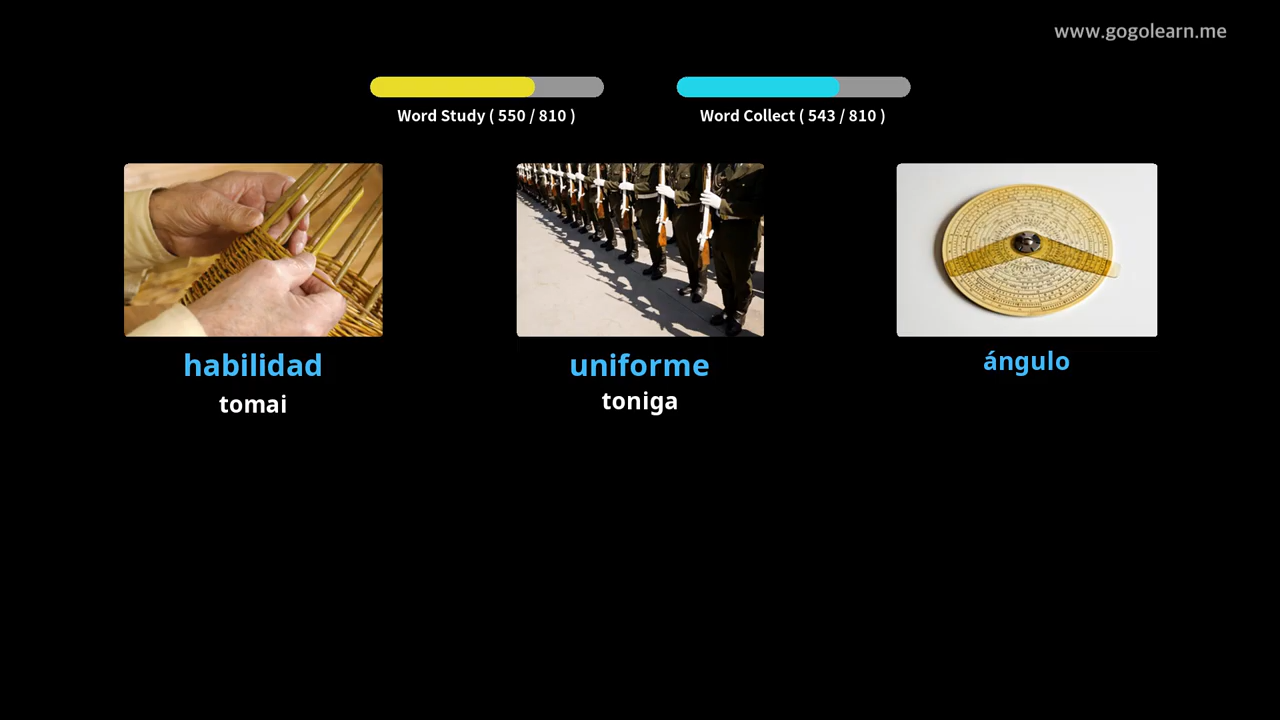 www.gogolearn.me
Word Study ( 550 / 810 )
Word Collect ( 543 / 810 )
habilidad
tomai
uniforme
toniga
ángulo